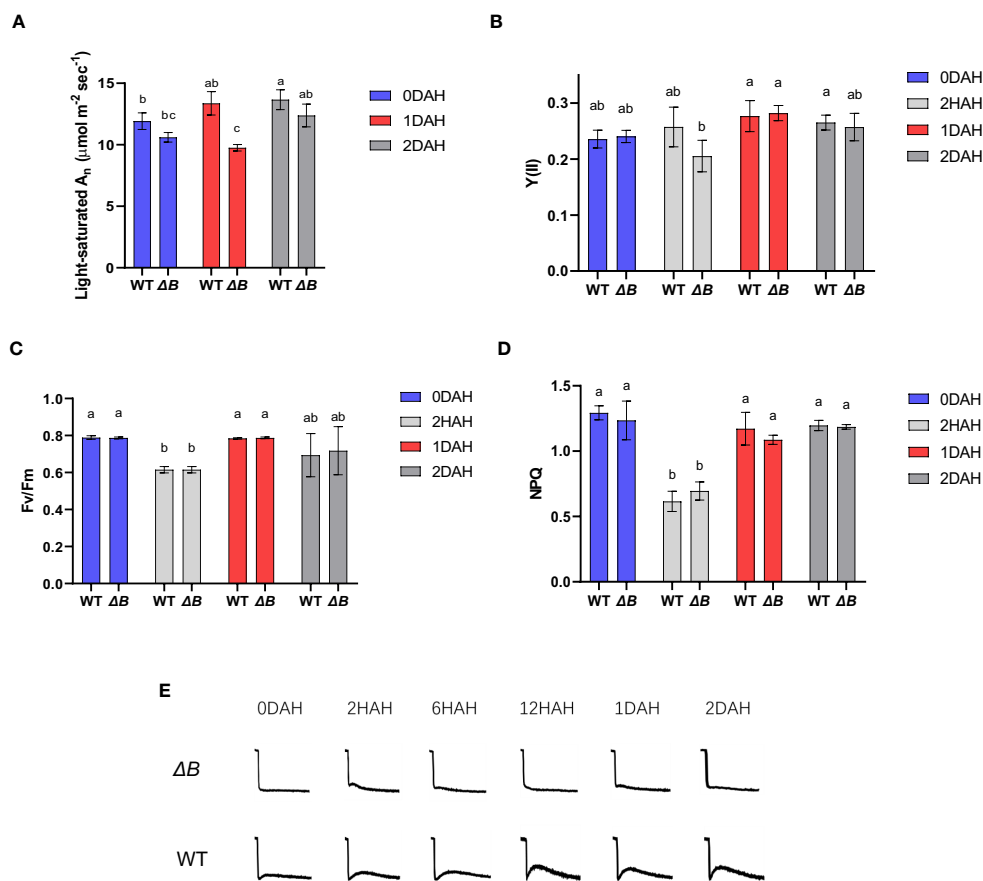 A
Light-saturated Aₙ (μmol m⁻² sec⁻¹)
15
10
5
0
b
bc
ab
c
a
ab
WT ΔB WT ΔB WT ΔB
0DAH
1DAH
2DAH
B
Y(II)
0.3
0.2
0.1
0.0
ab ab ab b a a a ab
WT ΔB WT ΔB WT ΔB WT ΔB
0DAH
2HAH
1DAH
2DAH
C
Fv/Fm
1.0
0.8
0.6
0.4
0.2
0.0
a a b b a a ab ab
WT ΔB WT ΔB WT ΔB WT ΔB
0DAH
2HAH
1DAH
2DAH
D
NPQ
1.5
1.0
0.5
0.0
a a b b a a a a
WT ΔB WT ΔB WT ΔB WT ΔB
0DAH
2HAH
1DAH
2DAH
E
0DAH 2HAH 6HAH 12HAH 1DAH 2DAH
ΔB
WT